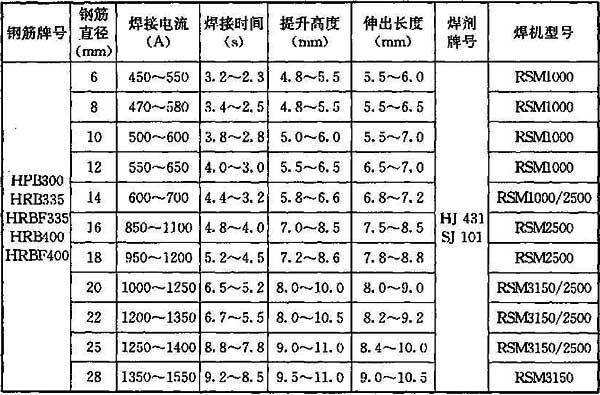 钢筋牌号 钢筋直径(mm) 焊接电流(A) 焊接时间(s) 提升高度(mm) 伸出长度(mm) 焊剂牌号 焊机型号
HPB300 HRB335 HRBF335 HRB400 HRBF400
HJ 431 SJ 101
6 450～550 3.2～2.3 4.8～5.5 5.5～6.0 RSM1000
8 470～580 3.4～2.5 4.8～5.5 5.5～6.5 RSM1000
10 500～600 3.8～2.8 5.0～6.0 5.5～7.0 RSM1000
12 550～650 4.0～3.0 5.5～6.5 6.5～7.0 RSM1000
14 600～700 4.4～3.2 5.8～6.6 6.8～7.2 RSM1000/2500
16 850～1100 4.8～4.0 7.0～8.5 7.5～8.5 RSM2500
18 950～1200 5.2～4.5 7.2～8.6 7.8～8.8 RSM2500
20 1000～1250 6.5～5.2 8.0～10.0 8.0～9.0 RSM3150/2500
22 1200～1350 6.7～5.5 8.0～10.5 8.2～9.2 RSM3150/2500
25 1250～1400 8.8～7.8 9.0～11.0 8.4～10.0 RSM3150/2500
28 1350～1550 9.2～8.5 9.5～11.0 9.0～10.5 RSM3150